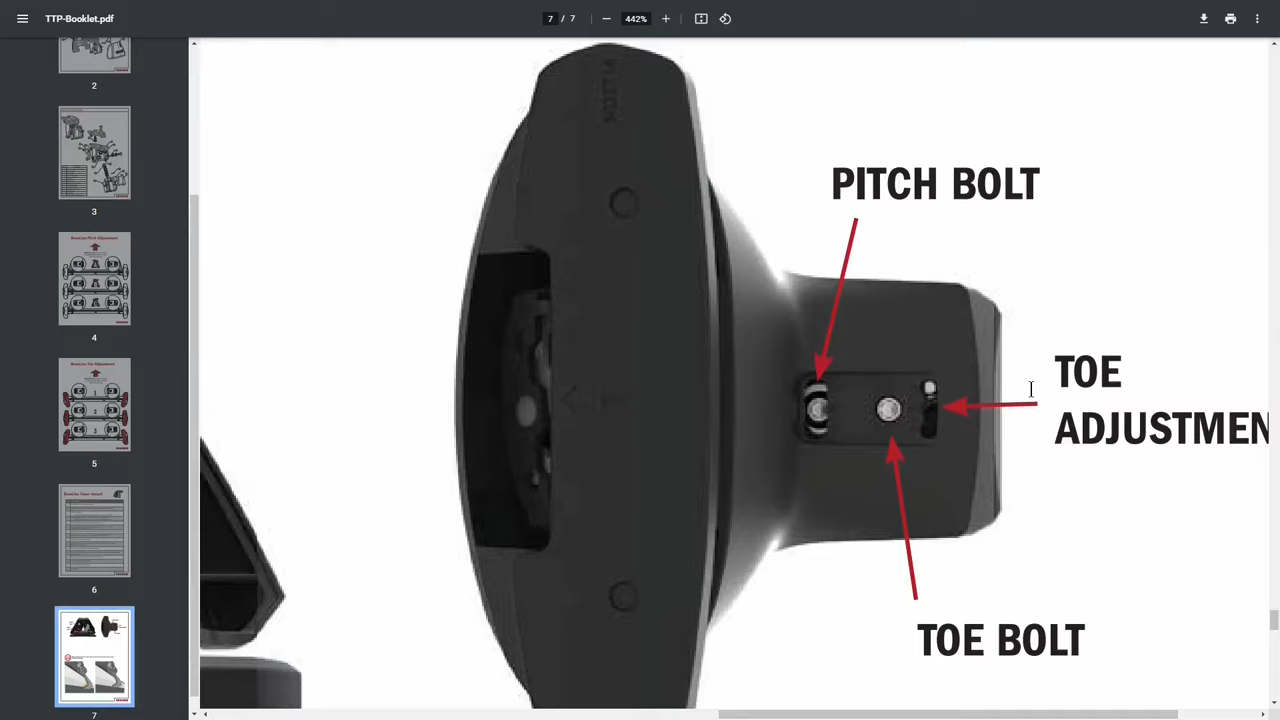 TTP-Booklet.pdf
7 / 7
442%
2
3
4
5
6
7
PITCH BOLT
TOE
ADJUSTMEN
TOE BOLT